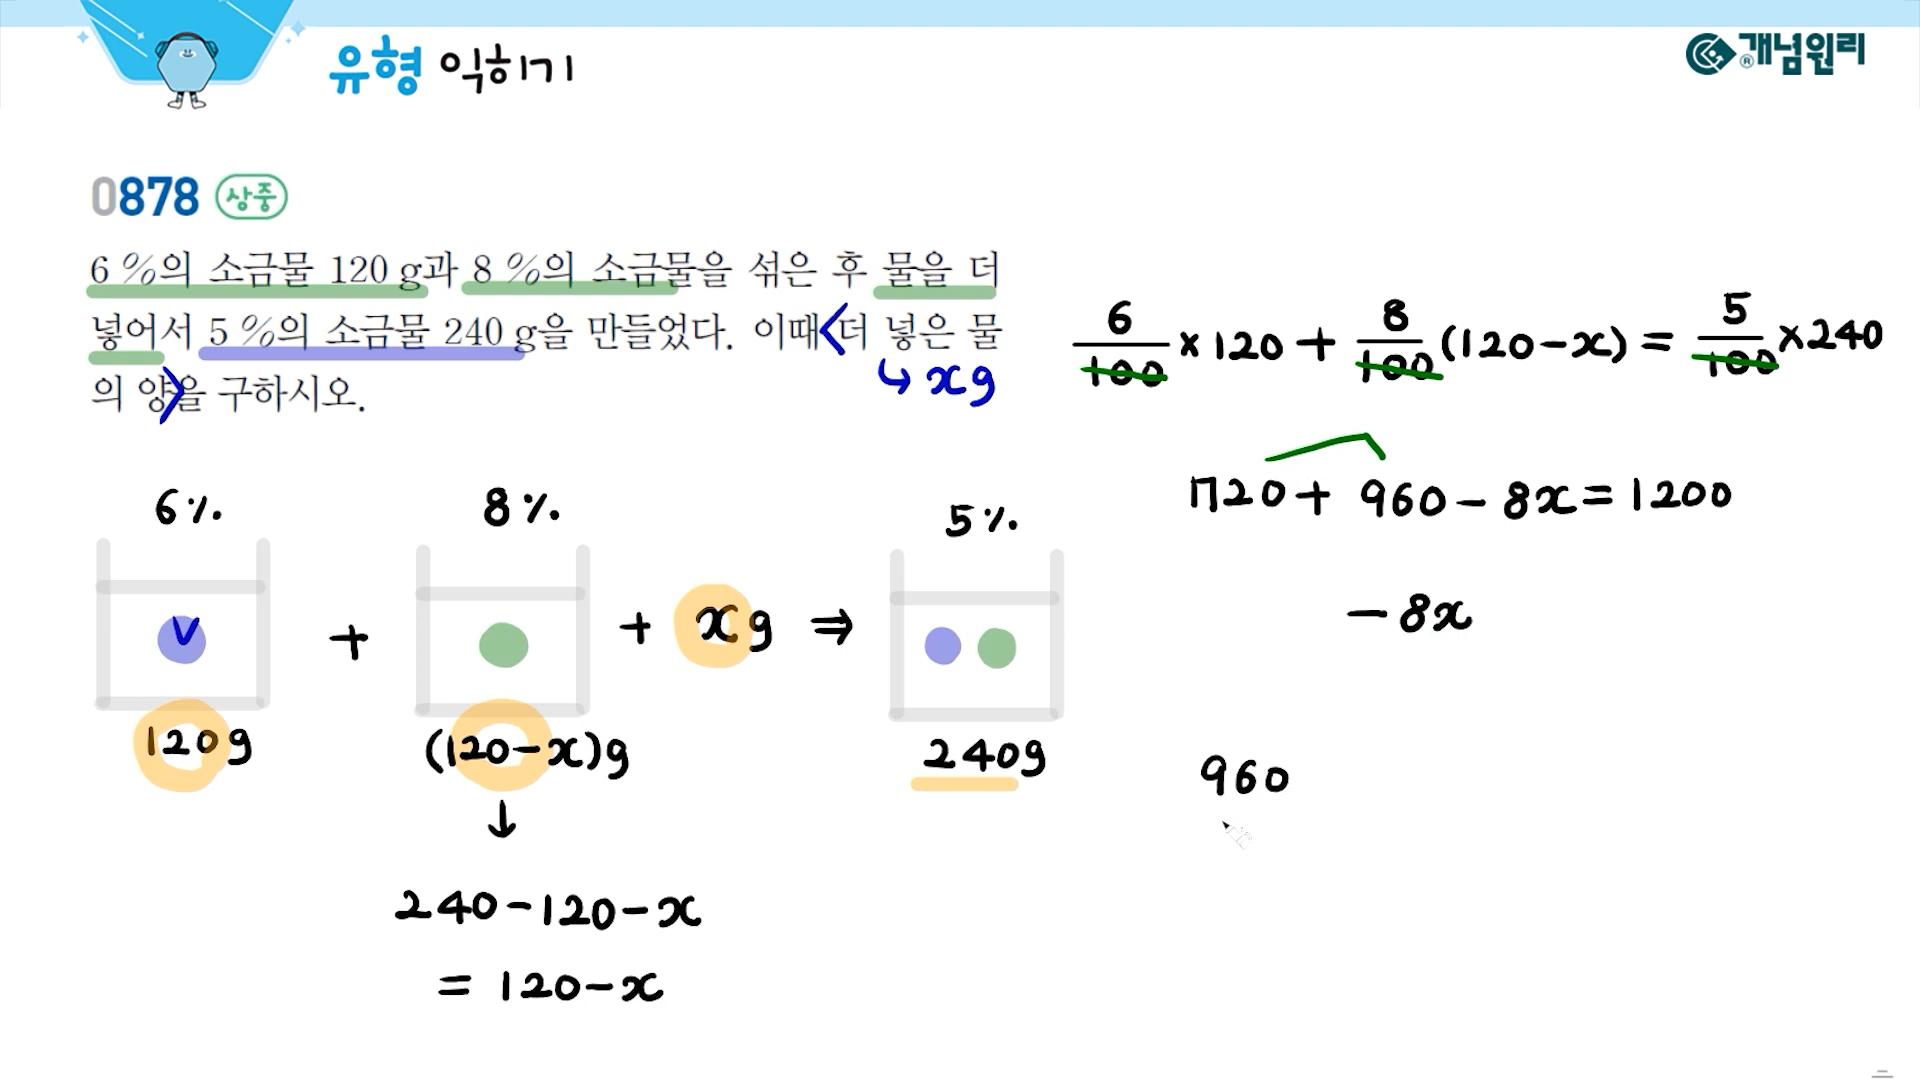 유형 익히기
개념원리
0878 상중
6 %의 소금물 120 g과 8 %의 소금물을 섞은 후 물을 더
넣어서 5 %의 소금물 240 g을 만들었다. 이때 더 넣은 물
의 양을 구하시오.
↳ xg
6/100 × 120 + 8/100 (120-x) = 5/100 × 240
720 + 960 - 8x = 1200
- 8x
960
6% 8% 5%
v
+ + xg ⇒
120g (120-x)g 240g
↓
240-120-x
= 120-x